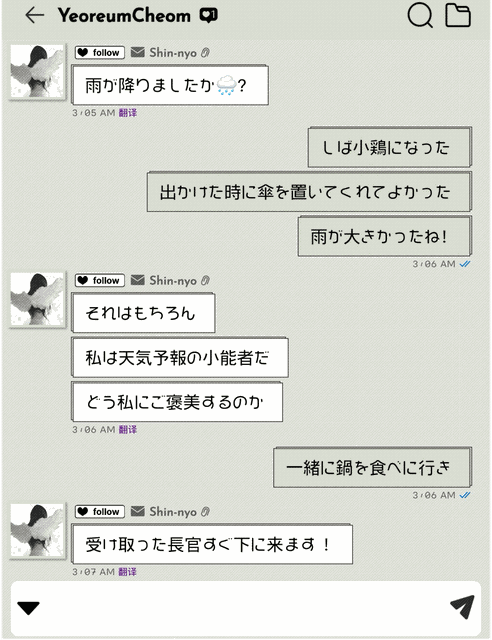 YeoreumCheom
follow Shin-nyo
雨が降りましたか🌧️?
3:05 AM 翻译
しば小鶏になった
出かけた時に傘を置いてくれてよかった
雨が大きかったね!
3:06 AM
follow Shin-nyo
それはもちろん
私は天気予報の小能者だ
どう私にご褒美するのか
3:06 AM 翻译
一緒に鍋を食べに行き
3:06 AM
follow Shin-nyo
受け取った長官すぐ下に来ます！
3:07 AM 翻译